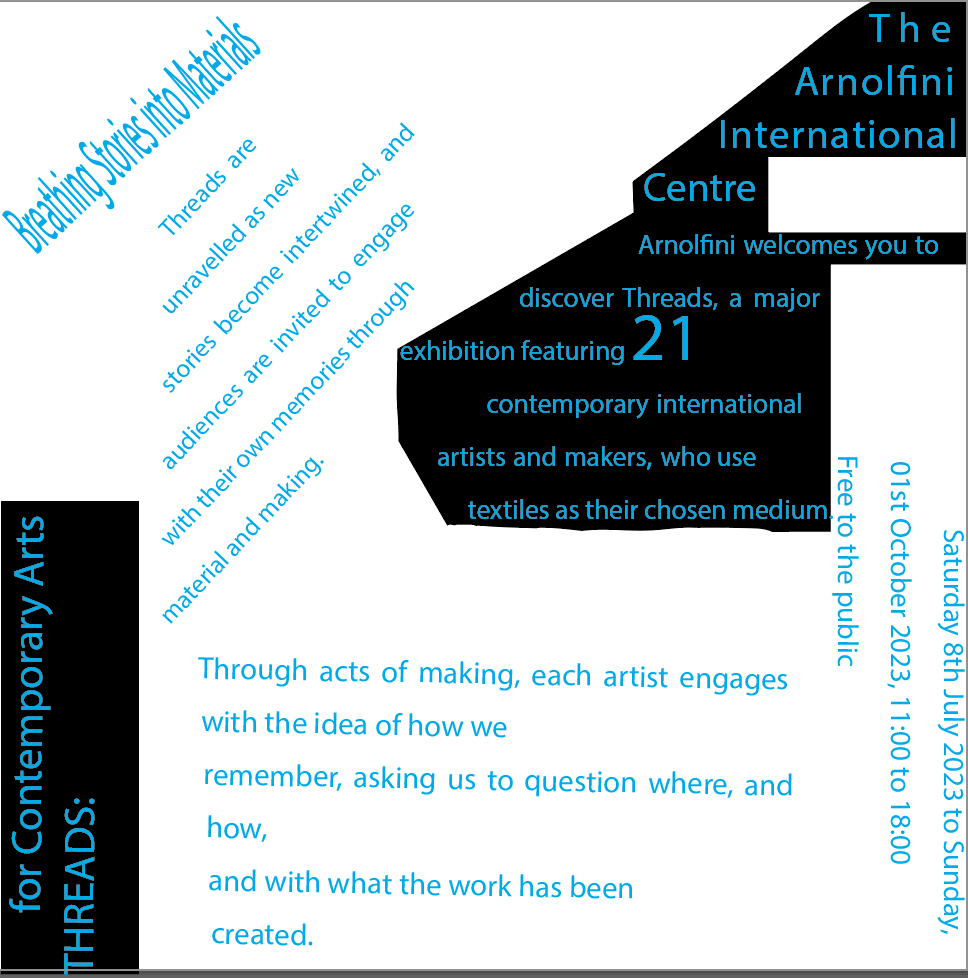 The
Arnolfini
International
Centre
for Contemporary Arts
THREADS:
Breathing Stories into Materials
Arnolfini welcomes you to
discover Threads, a major
exhibition featuring 21
contemporary international
artists and makers, who use
textiles as their chosen medium.
Threads are
unravelled as new
stories become intertwined, and
audiences are invited to engage
with their own memories through
material and making.
Through acts of making, each artist engages
with the idea of how we
remember, asking us to question where, and
how,
and with what the work has been
created.
Saturday 8th July 2023 to Sunday,
01st October 2023, 11:00 to 18:00
Free to the public